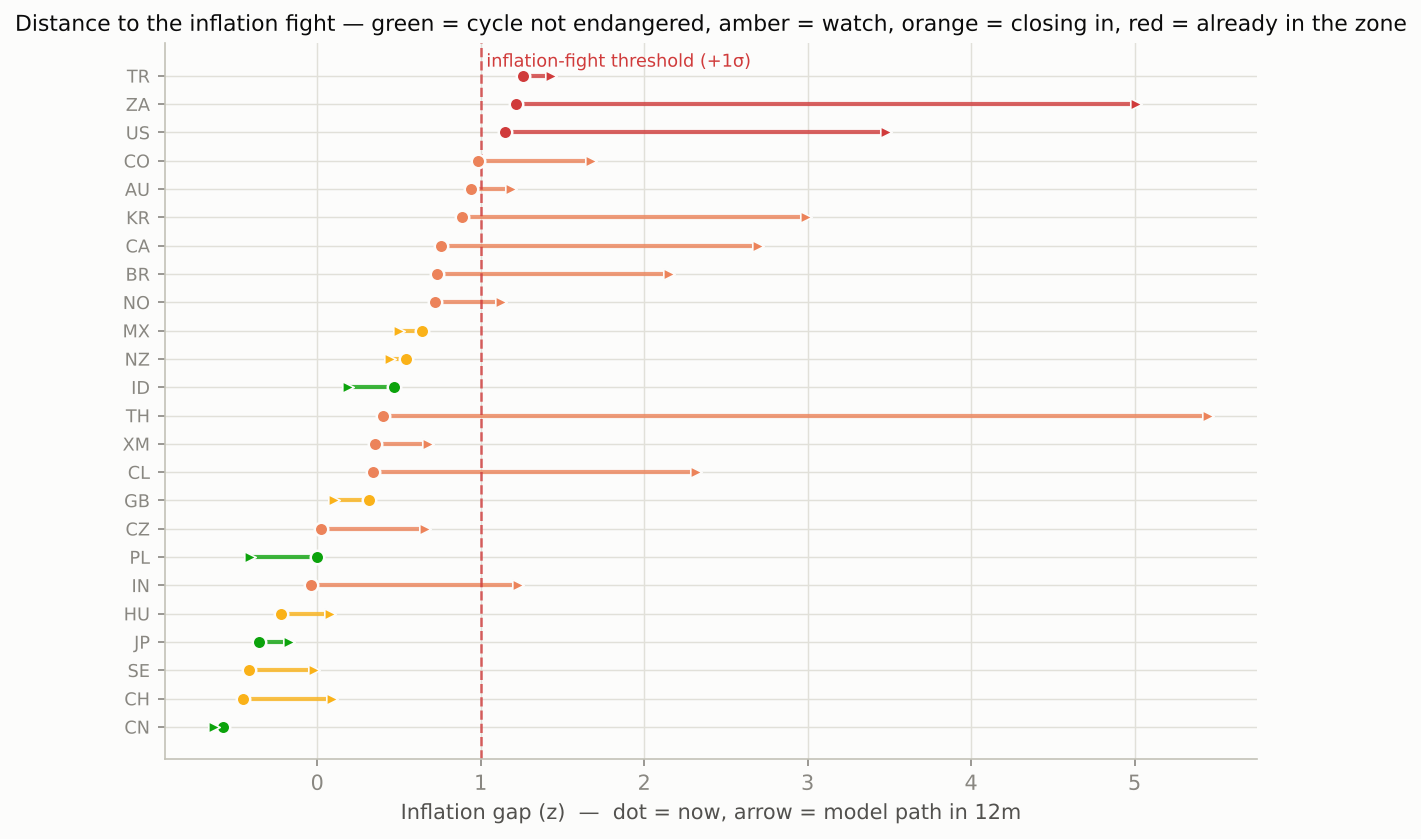 Distance to the inflation fight — green = cycle not endangered, amber = watch, orange = closing in, red = already in the zone
inflation-fight threshold (+1σ)
TR
ZA
US
CO
AU
KR
CA
BR
NO
MX
NZ
ID
TH
XM
CL
GB
CZ
PL
IN
HU
JP
SE
CH
CN
0 1 2 3 4 5
Inflation gap (z) — dot = now, arrow = model path in 12m